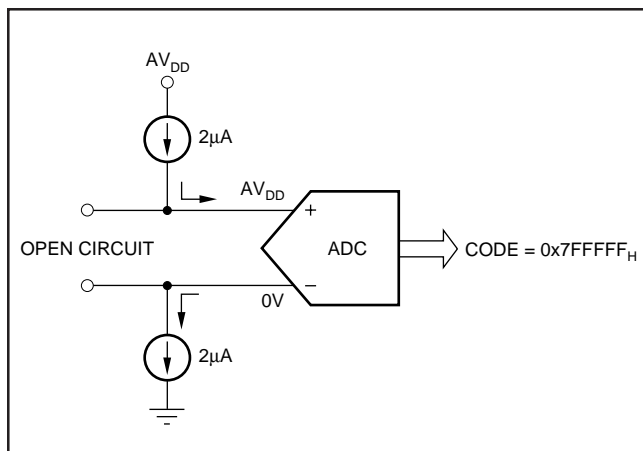 AVDD
2μA
AVDD
+
OPEN CIRCUIT
ADC
CODE = 0x7FFFFFH
0V
−
2μA